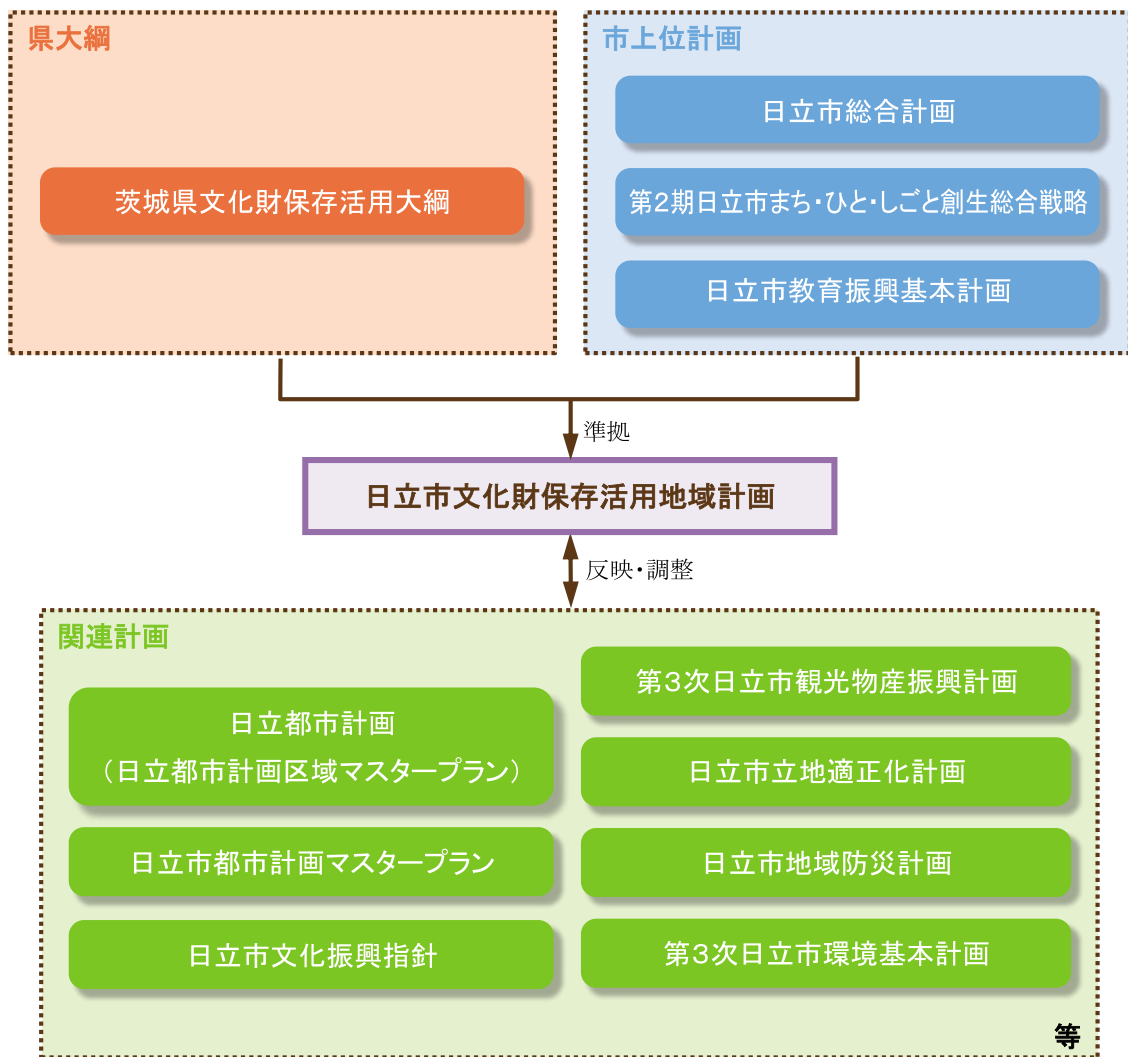 県大綱
茨城県文化財保存活用大綱
市上位計画
日立市総合計画
第2期日立市まち・ひと・しごと創生総合戦略
日立市教育振興基本計画
準拠
日立市文化財保存活用地域計画
反映・調整
関連計画
日立都市計画
（日立都市計画区域マスタープラン）
日立市都市計画マスタープラン
日立市文化振興指針
第3次日立市観光物産振興計画
日立市立地適正化計画
日立市地域防災計画
第3次日立市環境基本計画
等